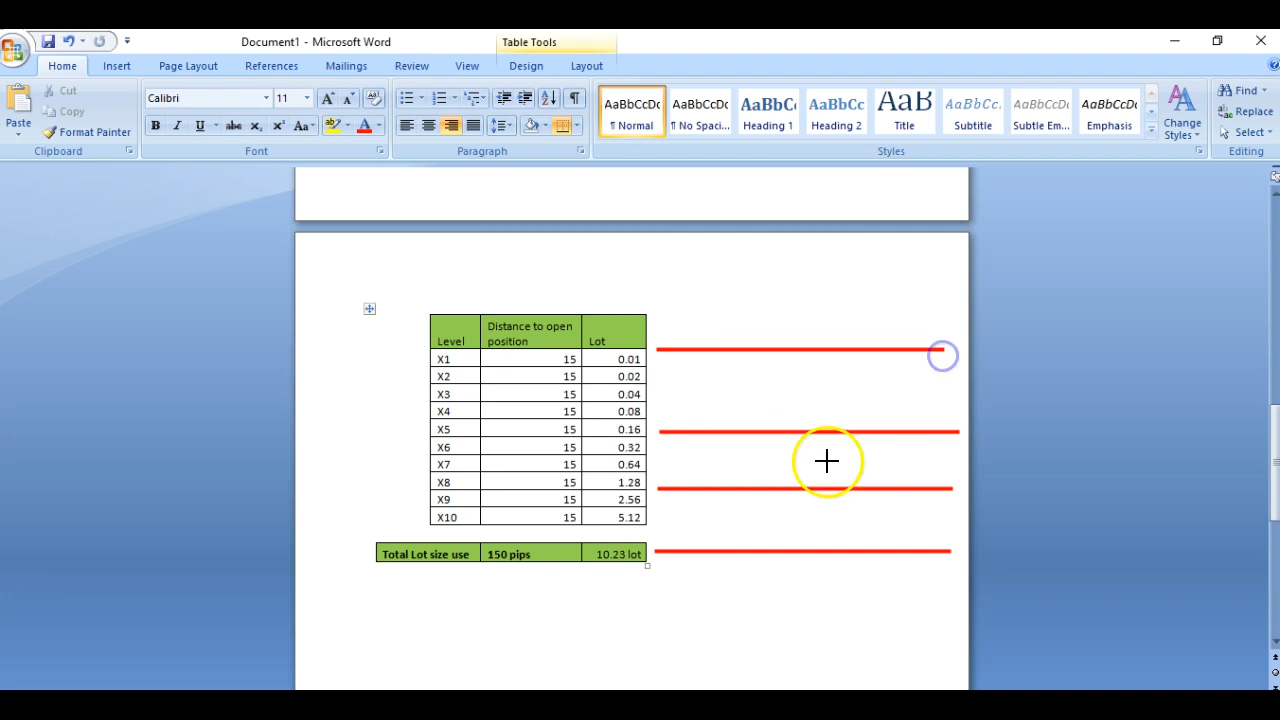 Document1 - Microsoft Word
Table Tools
Home Insert Page Layout References Mailings Review View Design Layout
Paste
Cut
Copy
Format Painter
Clipboard
Calibri 11
B I U abc X₂ X² Aa ab A
Font
Paragraph
AaBbCcDc AaBbCcDc AaBbCc AaBbCc AaB AaBbCc. AaBbCcDc AaBbCcDc
¶ Normal ¶ No Spaci... Heading 1 Heading 2 Title Subtitle Subtle Em... Emphasis
Change
Styles
Styles
Find
Replace
Select
Editing
Level Distance to open position Lot
X1 15 0.01
X2 15 0.02
X3 15 0.04
X4 15 0.08
X5 15 0.16
X6 15 0.32
X7 15 0.64
X8 15 1.28
X9 15 2.56
X10 15 5.12
Total Lot size use 150 pips 10.23 lot